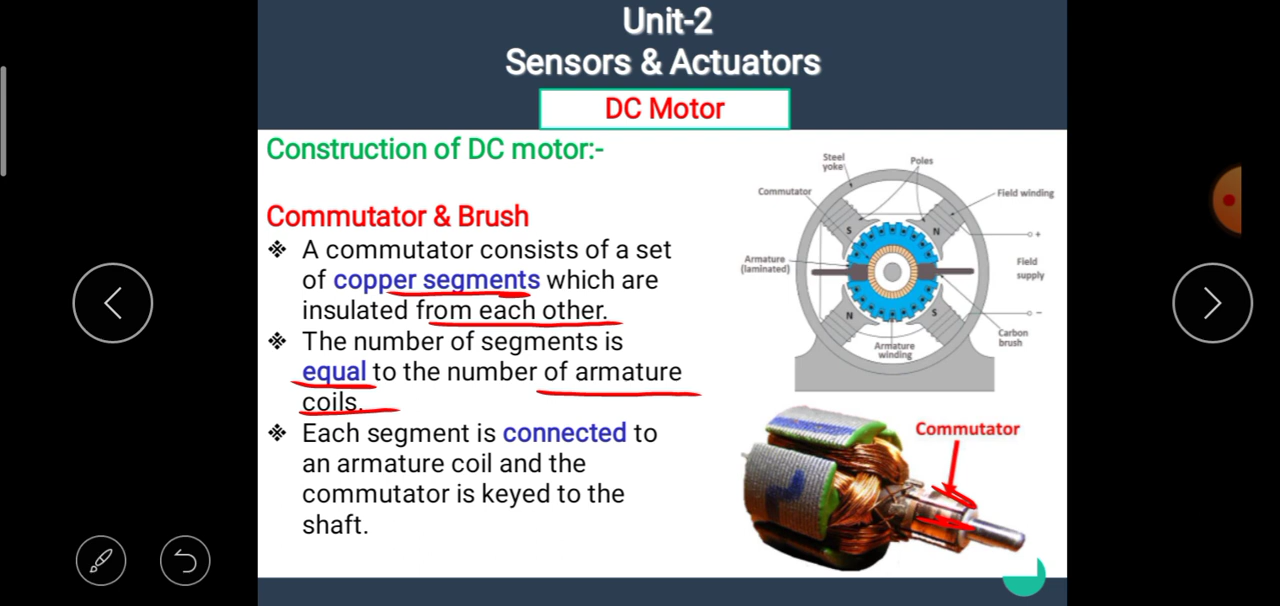 Unit-2
Sensors & Actuators
DC Motor
Construction of DC motor:-
Commutator & Brush
❖ A commutator consists of a set
of copper segments which are
insulated from each other.
❖ The number of segments is
equal to the number of armature
coils.
❖ Each segment is connected to
an armature coil and the
commutator is keyed to the
shaft.
Steel
yoke
Poles
Commutator
Field winding
S
N
+
Armature
(laminated)
Field
supply
N
S
-
Carbon
brush
Armature
winding
Commutator